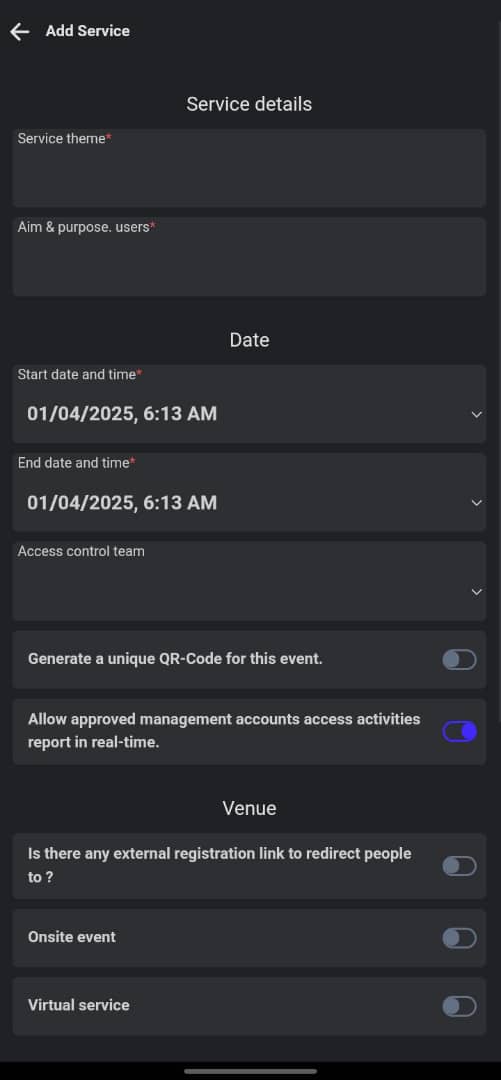 Add Service
Service details
Service theme*
Aim & purpose. users*
Date
Start date and time*
01/04/2025, 6:13 AM
End date and time*
01/04/2025, 6:13 AM
Access control team
Generate a unique QR-Code for this event.
Allow approved management accounts access activities
report in real-time.
Venue
Is there any external registration link to redirect people
to ?
Onsite event
Virtual service